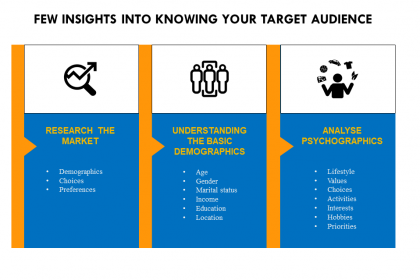 FEW INSIGHTS INTO KNOWING YOUR TARGET AUDIENCE
RESEARCH THE
MARKET
• Demographics
• Choices
• Preferences
UNDERSTANDING
THE BASIC
DEMOGRAPHICS
• Age
• Gender
• Marital status
• Income
• Education
• Location
ANALYSE
PSYCHOGRAPHICS
• Lifestyle
• Values
• Choices
• Activities
• Interests
• Hobbies
• Priorities